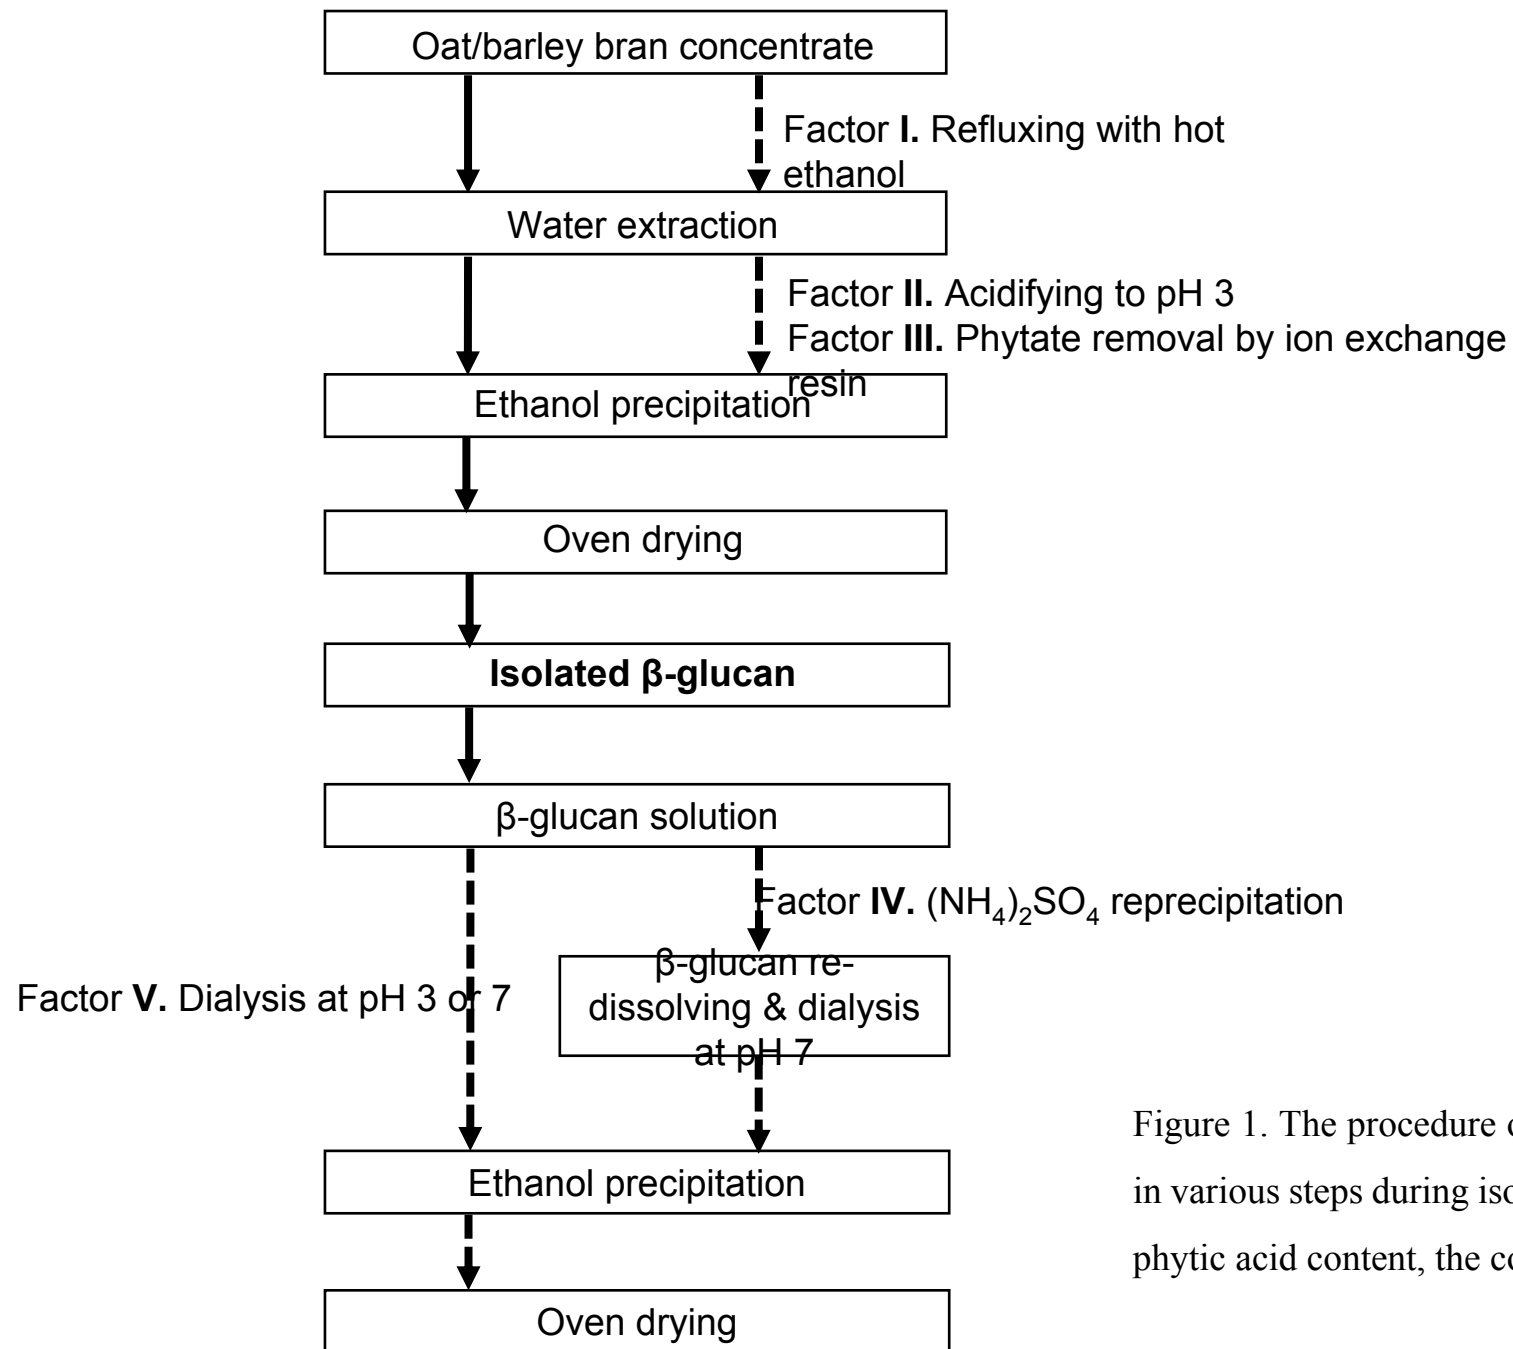 Oat/barley bran concentrate
Factor I. Refluxing with hot
ethanol
Water extraction
Factor II. Acidifying to pH 3
Factor III. Phytate removal by ion exchange
resin
Ethanol precipitation
Oven drying
Isolated β-glucan
β-glucan solution
Factor IV. (NH₄)₂SO₄ reprecipitation
β-glucan re-
dissolving & dialysis
at pH 7
Factor V. Dialysis at pH 3 or 7
Ethanol precipitation
Oven drying
Figure 1. The procedure
in various steps during
phytic acid content, the